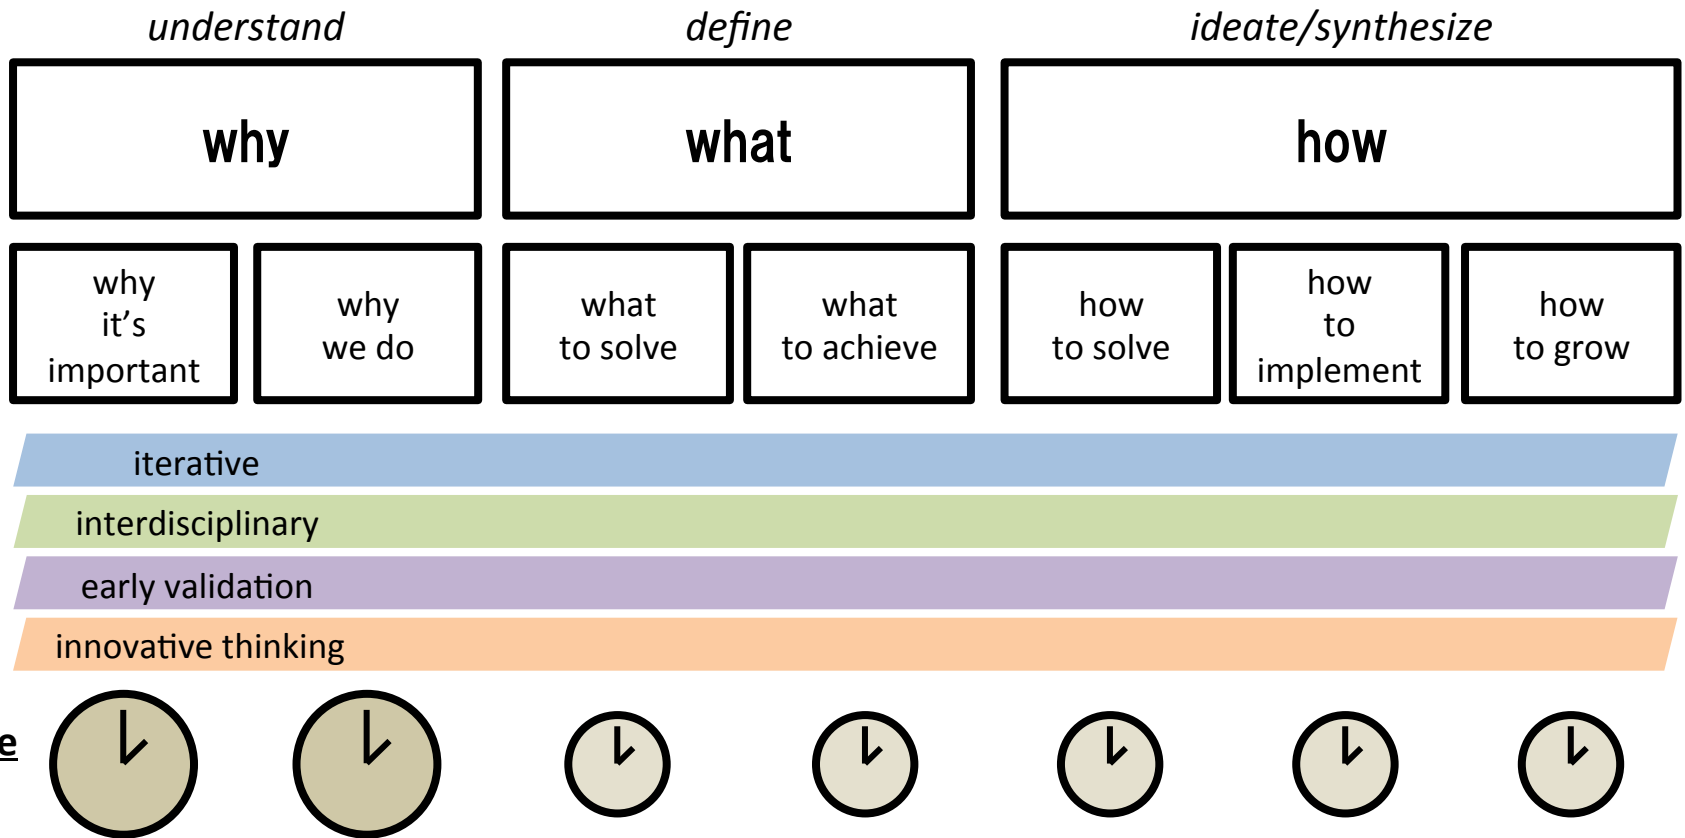 understand
define
ideate/synthesize
why
what
how
why
it's
important
why
we do
what
to solve
what
to achieve
how
to solve
how
to
implement
how
to grow
iterative
interdisciplinary
early validation
innovative thinking
e